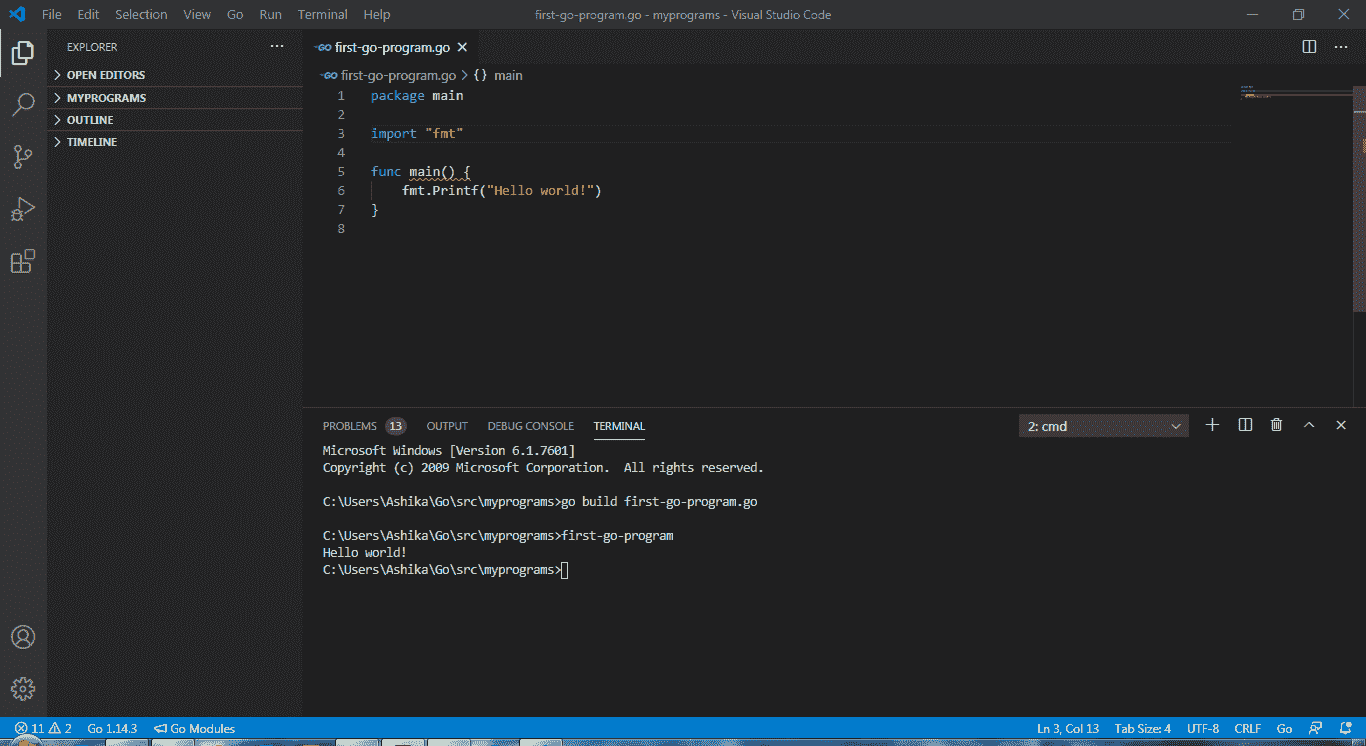 File Edit Selection View Go Run Terminal Help first-go-program.go - myprograms - Visual Studio Code
EXPLORER
OPEN EDITORS
MYPROGRAMS
OUTLINE
TIMELINE
GO first-go-program.go
GO first-go-program.go > {} main
1 package main
2
3 import "fmt"
4
5 func main() {
6 fmt.Printf("Hello world!")
7 }
8
PROBLEMS 13 OUTPUT DEBUG CONSOLE TERMINAL 2: cmd
Microsoft Windows [Version 6.1.7601]
Copyright (c) 2009 Microsoft Corporation.  All rights reserved.
C:\Users\Ashika\Go\src\myprograms>go build first-go-program.go
C:\Users\Ashika\Go\src\myprograms>first-go-program
Hello world!
C:\Users\Ashika\Go\src\myprograms>
11 2 Go 1.14.3 Go Modules Ln 3, Col 13 Tab Size: 4 UTF-8 CRLF Go